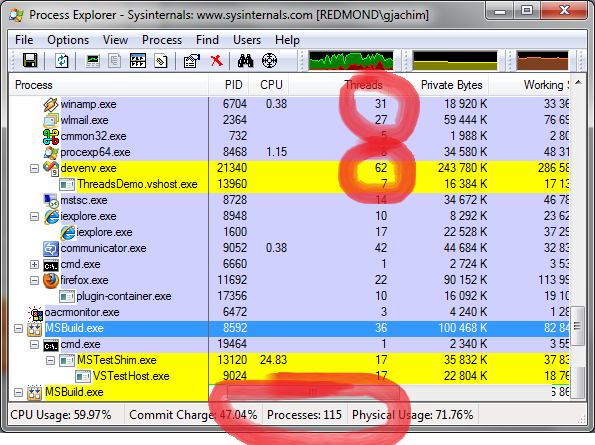 Process Explorer - Sysinternals: www.sysinternals.com [REDMOND\gjachim]
File Options View Process Find Users Help
Process PID CPU Threads Private Bytes Working S
winamp.exe 6704 0.38 31 18 920 K 33 36
wlmail.exe 2364 27 59 444 K 76 69
cmmon32.exe 732 5 1 988 K 2 80
procexp64.exe 8468 1.15 8 34 580 K 48 31
devenv.exe 21340 62 243 780 K 286 58
ThreadsDemo.vshost.exe 13960 7 16 384 K 17 13
mstsc.exe 8728 14 34 672 K 46 78
iexplore.exe 8948 10 8 292 K 23 62
iexplore.exe 1600 17 22 528 K 37 29
communicator.exe 9052 0.38 42 44 684 K 32 83
cmd.exe 6660 1 2 724 K 3 53
firefox.exe 11692 22 90 152 K 113 99
plugin-container.exe 17356 10 16 092 K 19 10
oacmonitor.exe 6472 3 4 240 K 1 28
MSBuild.exe 8592 36 100 468 K 82 84
cmd.exe 19464 1 2 340 K 3 55
MSTestShim.exe 13120 24.83 17 35 832 K 37 83
VSTestHost.exe 9024 17 22 804 K 18 76
MSBuild.exe 6 86
CPU Usage: 59.97% Commit Charge: 47.04% Processes: 115 Physical Usage: 71.76%